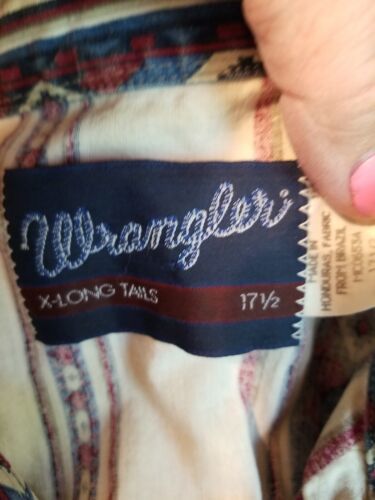 Wrangler
X-LONG TAILS 17½
MADE IN
HONDURAS, FABRIC
FROM BRAZIL